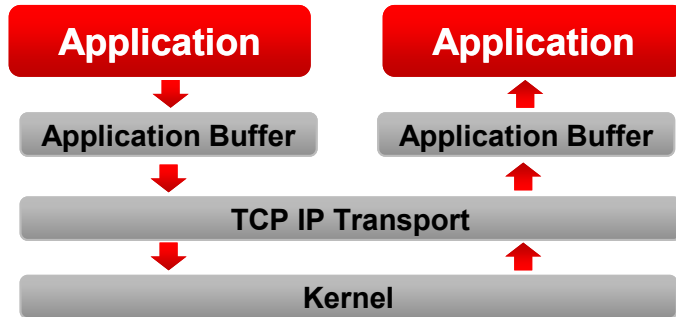 Application Application
Application Buffer Application Buffer
TCP IP Transport
Kernel